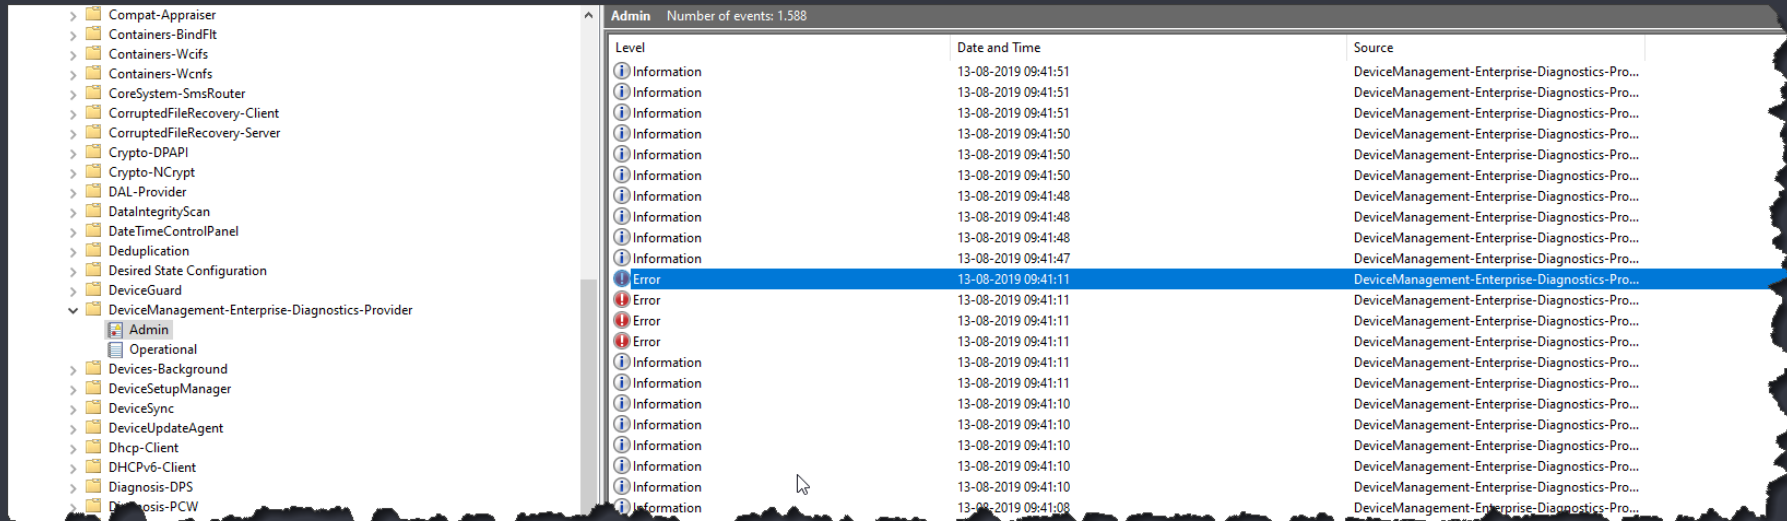 Compat-Appraiser
Containers-BindFlt
Containers-Wcifs
Containers-Wcnfs
CoreSystem-SmsRouter
CorruptedFileRecovery-Client
CorruptedFileRecovery-Server
Crypto-DPAPI
Crypto-NCrypt
DAL-Provider
DataIntegrityScan
DateTimeControlPanel
Deduplication
Desired State Configuration
DeviceGuard
DeviceManagement-Enterprise-Diagnostics-Provider
Admin
Operational
Devices-Background
DeviceSetupManager
DeviceSync
DeviceUpdateAgent
Dhcp-Client
DHCPv6-Client
Diagnosis-DPS
Diagnosis-PCW
Admin Number of events: 1.588
Level Date and Time Source
Information 13-08-2019 09:41:51 DeviceManagement-Enterprise-Diagnostics-Pro...
Information 13-08-2019 09:41:51 DeviceManagement-Enterprise-Diagnostics-Pro...
Information 13-08-2019 09:41:51 DeviceManagement-Enterprise-Diagnostics-Pro...
Information 13-08-2019 09:41:50 DeviceManagement-Enterprise-Diagnostics-Pro...
Information 13-08-2019 09:41:50 DeviceManagement-Enterprise-Diagnostics-Pro...
Information 13-08-2019 09:41:50 DeviceManagement-Enterprise-Diagnostics-Pro...
Information 13-08-2019 09:41:48 DeviceManagement-Enterprise-Diagnostics-Pro...
Information 13-08-2019 09:41:48 DeviceManagement-Enterprise-Diagnostics-Pro...
Information 13-08-2019 09:41:48 DeviceManagement-Enterprise-Diagnostics-Pro...
Information 13-08-2019 09:41:47 DeviceManagement-Enterprise-Diagnostics-Pro...
Error 13-08-2019 09:41:11 DeviceManagement-Enterprise-Diagnostics-Pro...
Error 13-08-2019 09:41:11 DeviceManagement-Enterprise-Diagnostics-Pro...
Error 13-08-2019 09:41:11 DeviceManagement-Enterprise-Diagnostics-Pro...
Error 13-08-2019 09:41:11 DeviceManagement-Enterprise-Diagnostics-Pro...
Information 13-08-2019 09:41:11 DeviceManagement-Enterprise-Diagnostics-Pro...
Information 13-08-2019 09:41:11 DeviceManagement-Enterprise-Diagnostics-Pro...
Information 13-08-2019 09:41:10 DeviceManagement-Enterprise-Diagnostics-Pro...
Information 13-08-2019 09:41:10 DeviceManagement-Enterprise-Diagnostics-Pro...
Information 13-08-2019 09:41:10 DeviceManagement-Enterprise-Diagnostics-Pro...
Information 13-08-2019 09:41:10 DeviceManagement-Enterprise-Diagnostics-Pro...
Information 13-08-2019 09:41:10 DeviceManagement-Enterprise-Diagnostics-Pro...
Information 13-08-2019 09:41:08 DeviceManagement-Enterprise-Diagnostics-Pro...